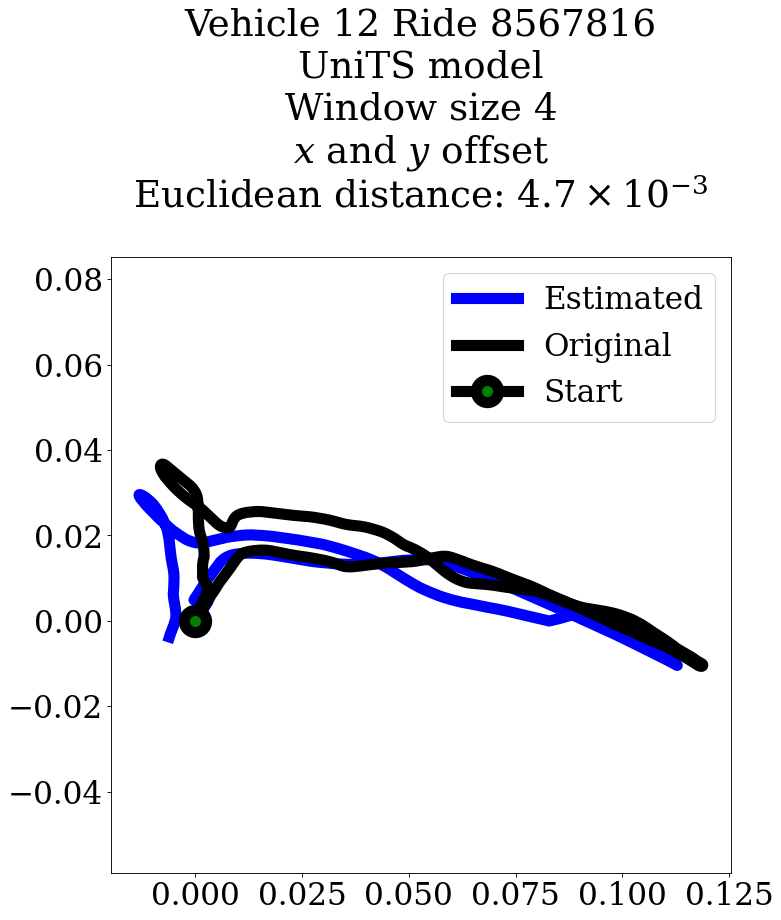 Vehicle 12 Ride 8567816
UniTS model
Window size 4
x and y offset
Euclidean distance: 4.7 × 10⁻³
Estimated
Original
Start
0.08
0.06
0.04
0.02
0.00
−0.02
−0.04
0.000 0.025 0.050 0.075 0.100 0.125